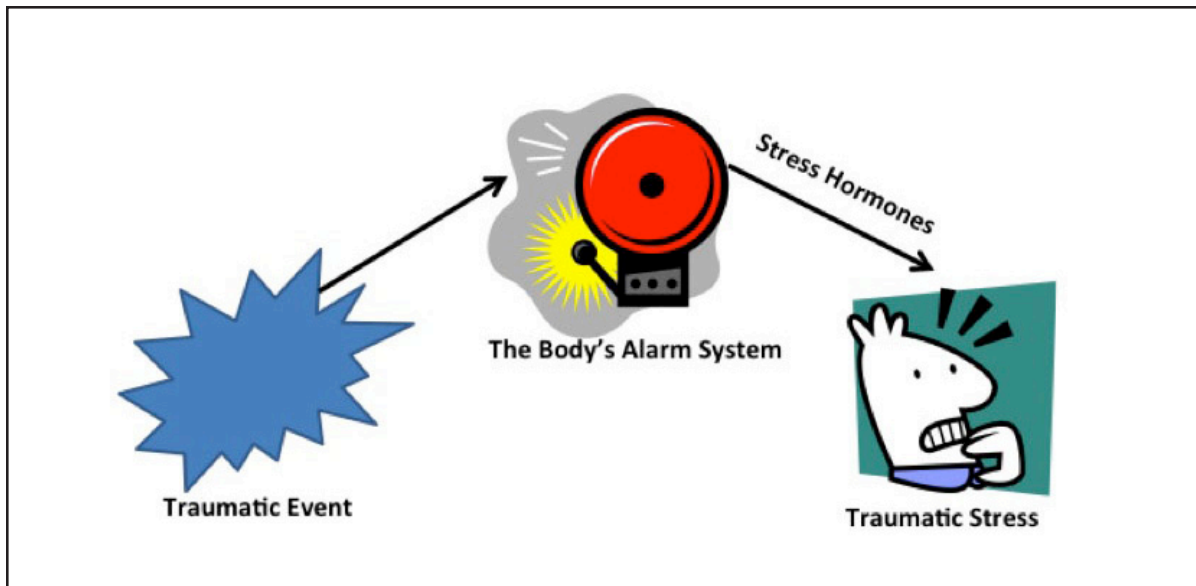 Stress Hormones
The Body’s Alarm System
Traumatic Event
Traumatic Stress